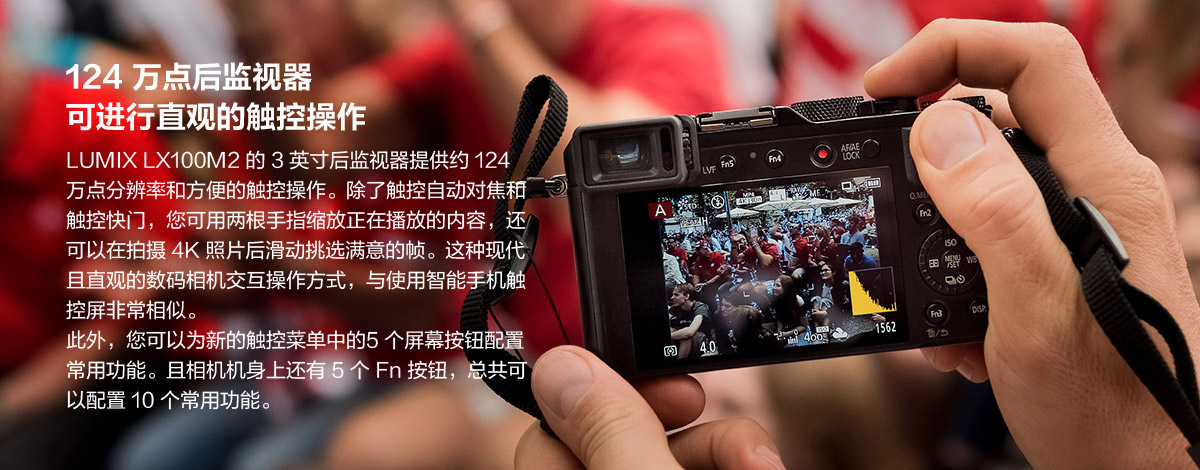 124 万点后监视器
可进行直观的触控操作
LUMIX LX100M2 的 3 英寸后监视器提供约 124
万点分辨率和方便的触控操作。除了触控自动对焦和
触控快门，您可用两根手指缩放正在播放的内容，还
可以在拍摄 4K 照片后滑动挑选满意的帧。这种现代
且直观的数码相机交互操作方式，与使用智能手机触
控屏非常相似。
此外，您可以为新的触控菜单中的5 个屏幕按钮配置
常用功能。且相机机身上还有 5 个 Fn 按钮，总共可
以配置 10 个常用功能。
LVF Fn5 Fn4 AF/AE
LOCK
Q.MENU
Fn2
ISO
MENU
/SET
WB
Fn3
DISP.
A
MP4
4K
4.0
400
1562